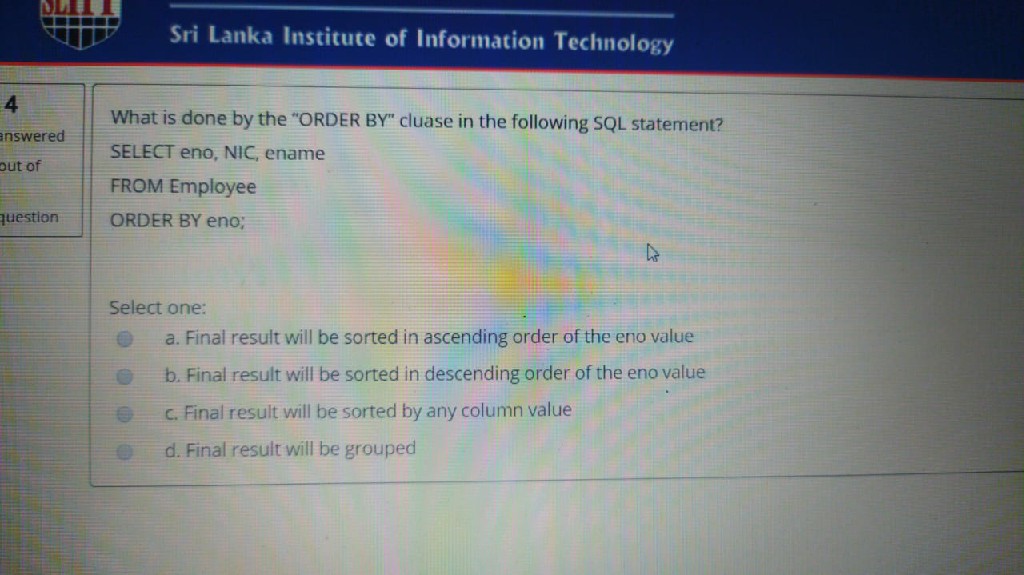 SLIIT
Sri Lanka Institute of Information Technology
4
answered
out of
question
What is done by the "ORDER BY" cluase in the following SQL statement?
SELECT eno, NIC, ename
FROM Employee
ORDER BY eno;
Select one:
a. Final result will be sorted in ascending order of the eno value
b. Final result will be sorted in descending order of the eno value
c. Final result will be sorted by any column value
d. Final result will be grouped